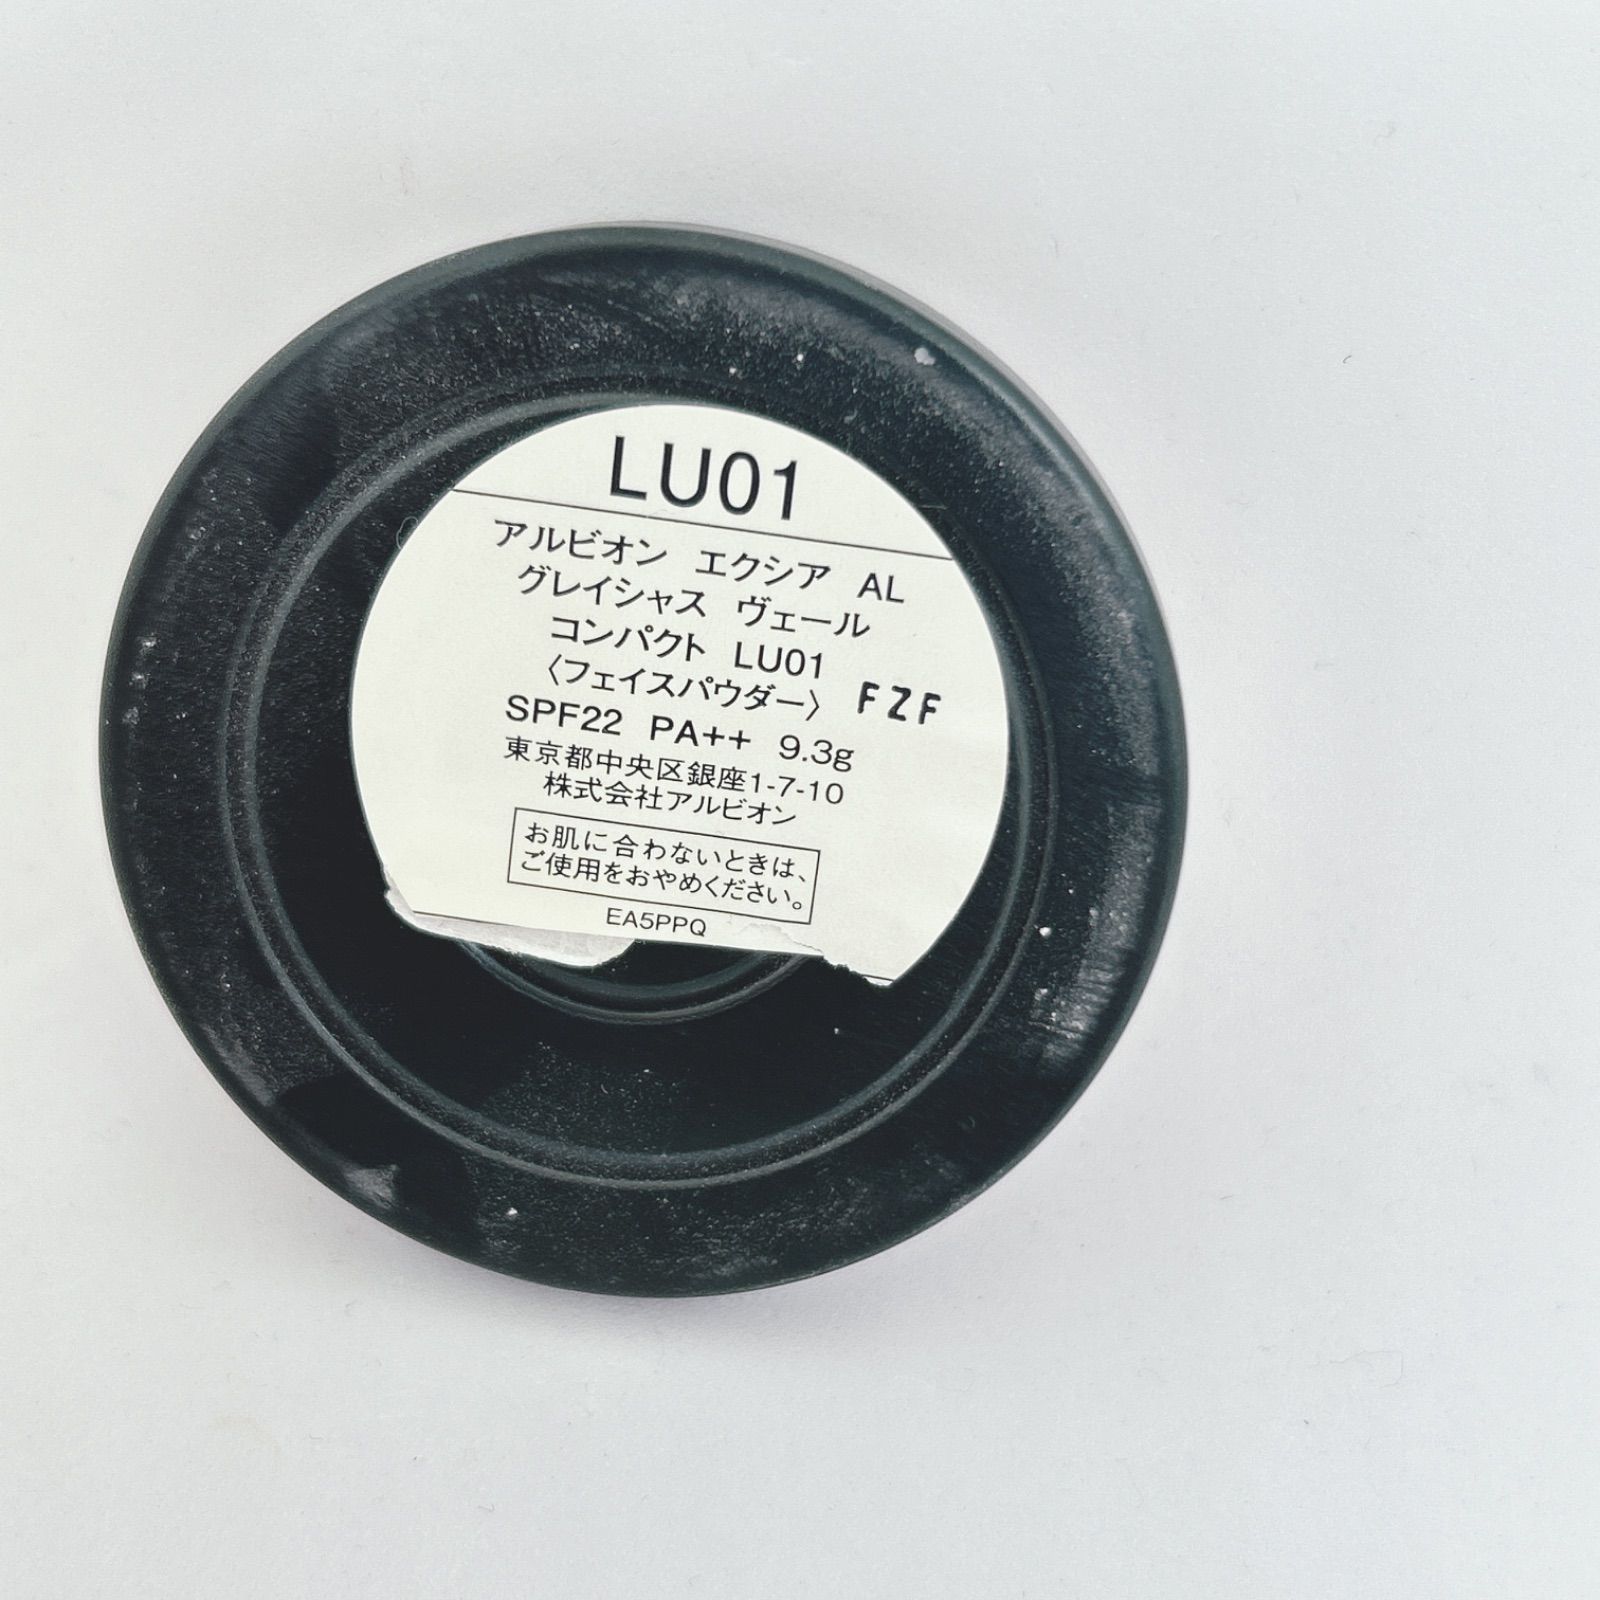 LU01
アルビオン エクシア AL
グレイシャス ヴェール
コンパクト LU01
〈フェイスパウダー〉 FZF
SPF22 PA++ 9.3g
東京都中央区銀座1-7-10
株式会社アルビオン
お肌に合わないときは、
ご使用をおやめください。
EA5PPQ